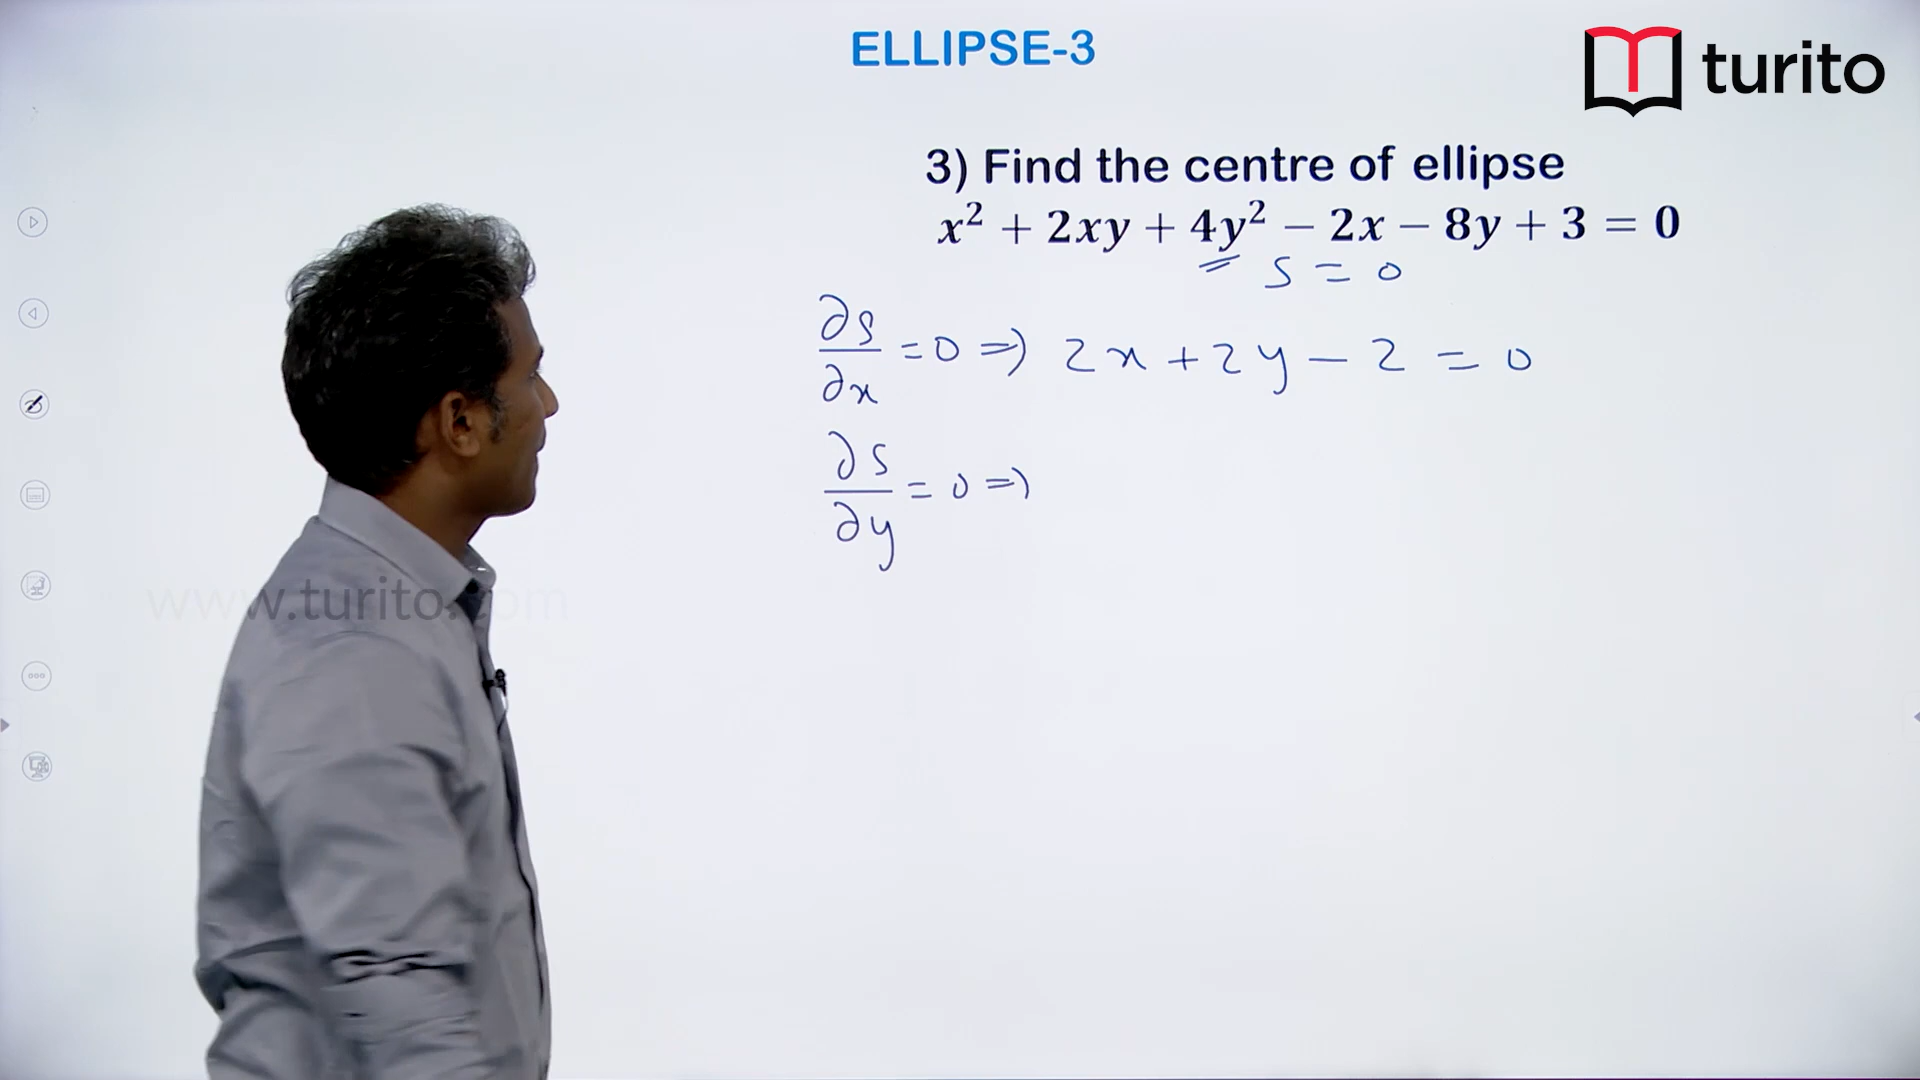 ELLIPSE-3
turito
3) Find the centre of ellipse
x² + 2xy + 4y² − 2x − 8y + 3 = 0
S = 0
∂S/∂x = 0 ⇒ 2x + 2y − 2 = 0
∂S/∂y = 0 ⇒
www.turito.com